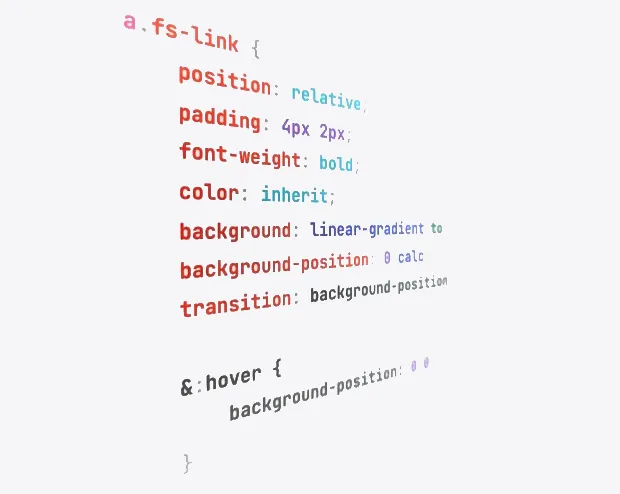 a.fs-link {
position: relative;
padding: 4px 2px;
font-weight: bold;
color: inherit;
background: linear-gradient to
background-position: 0 calc
transition: background-position
&:hover {
background-position: 0 0
}